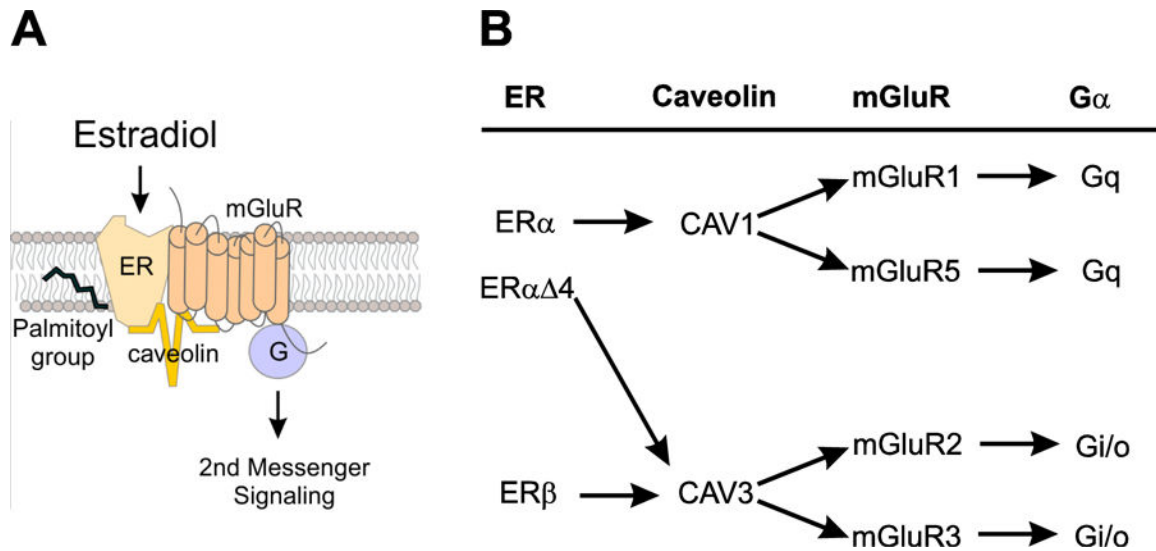 A
Estradiol
mGluR
ER
Palmitoyl
group
caveolin
G
2nd Messenger
Signaling
B
ER Caveolin mGluR Gα
mGluR1 Gq
ERα CAV1
mGluR5 Gq
ERαΔ4
mGluR2 Gi/o
ERβ CAV3
mGluR3 Gi/o